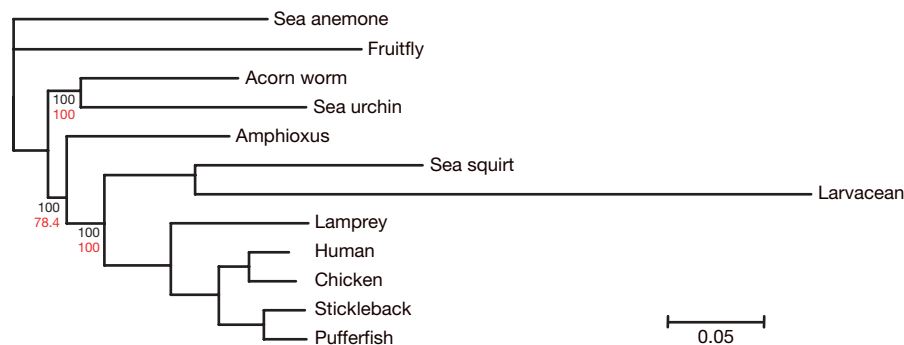 Sea anemone
Fruitfly
Acorn worm
100
100
Sea urchin
Amphioxus
Sea squirt
Larvacean
100
78.4
100
100
Lamprey
Human
Chicken
Stickleback
Pufferfish
0.05